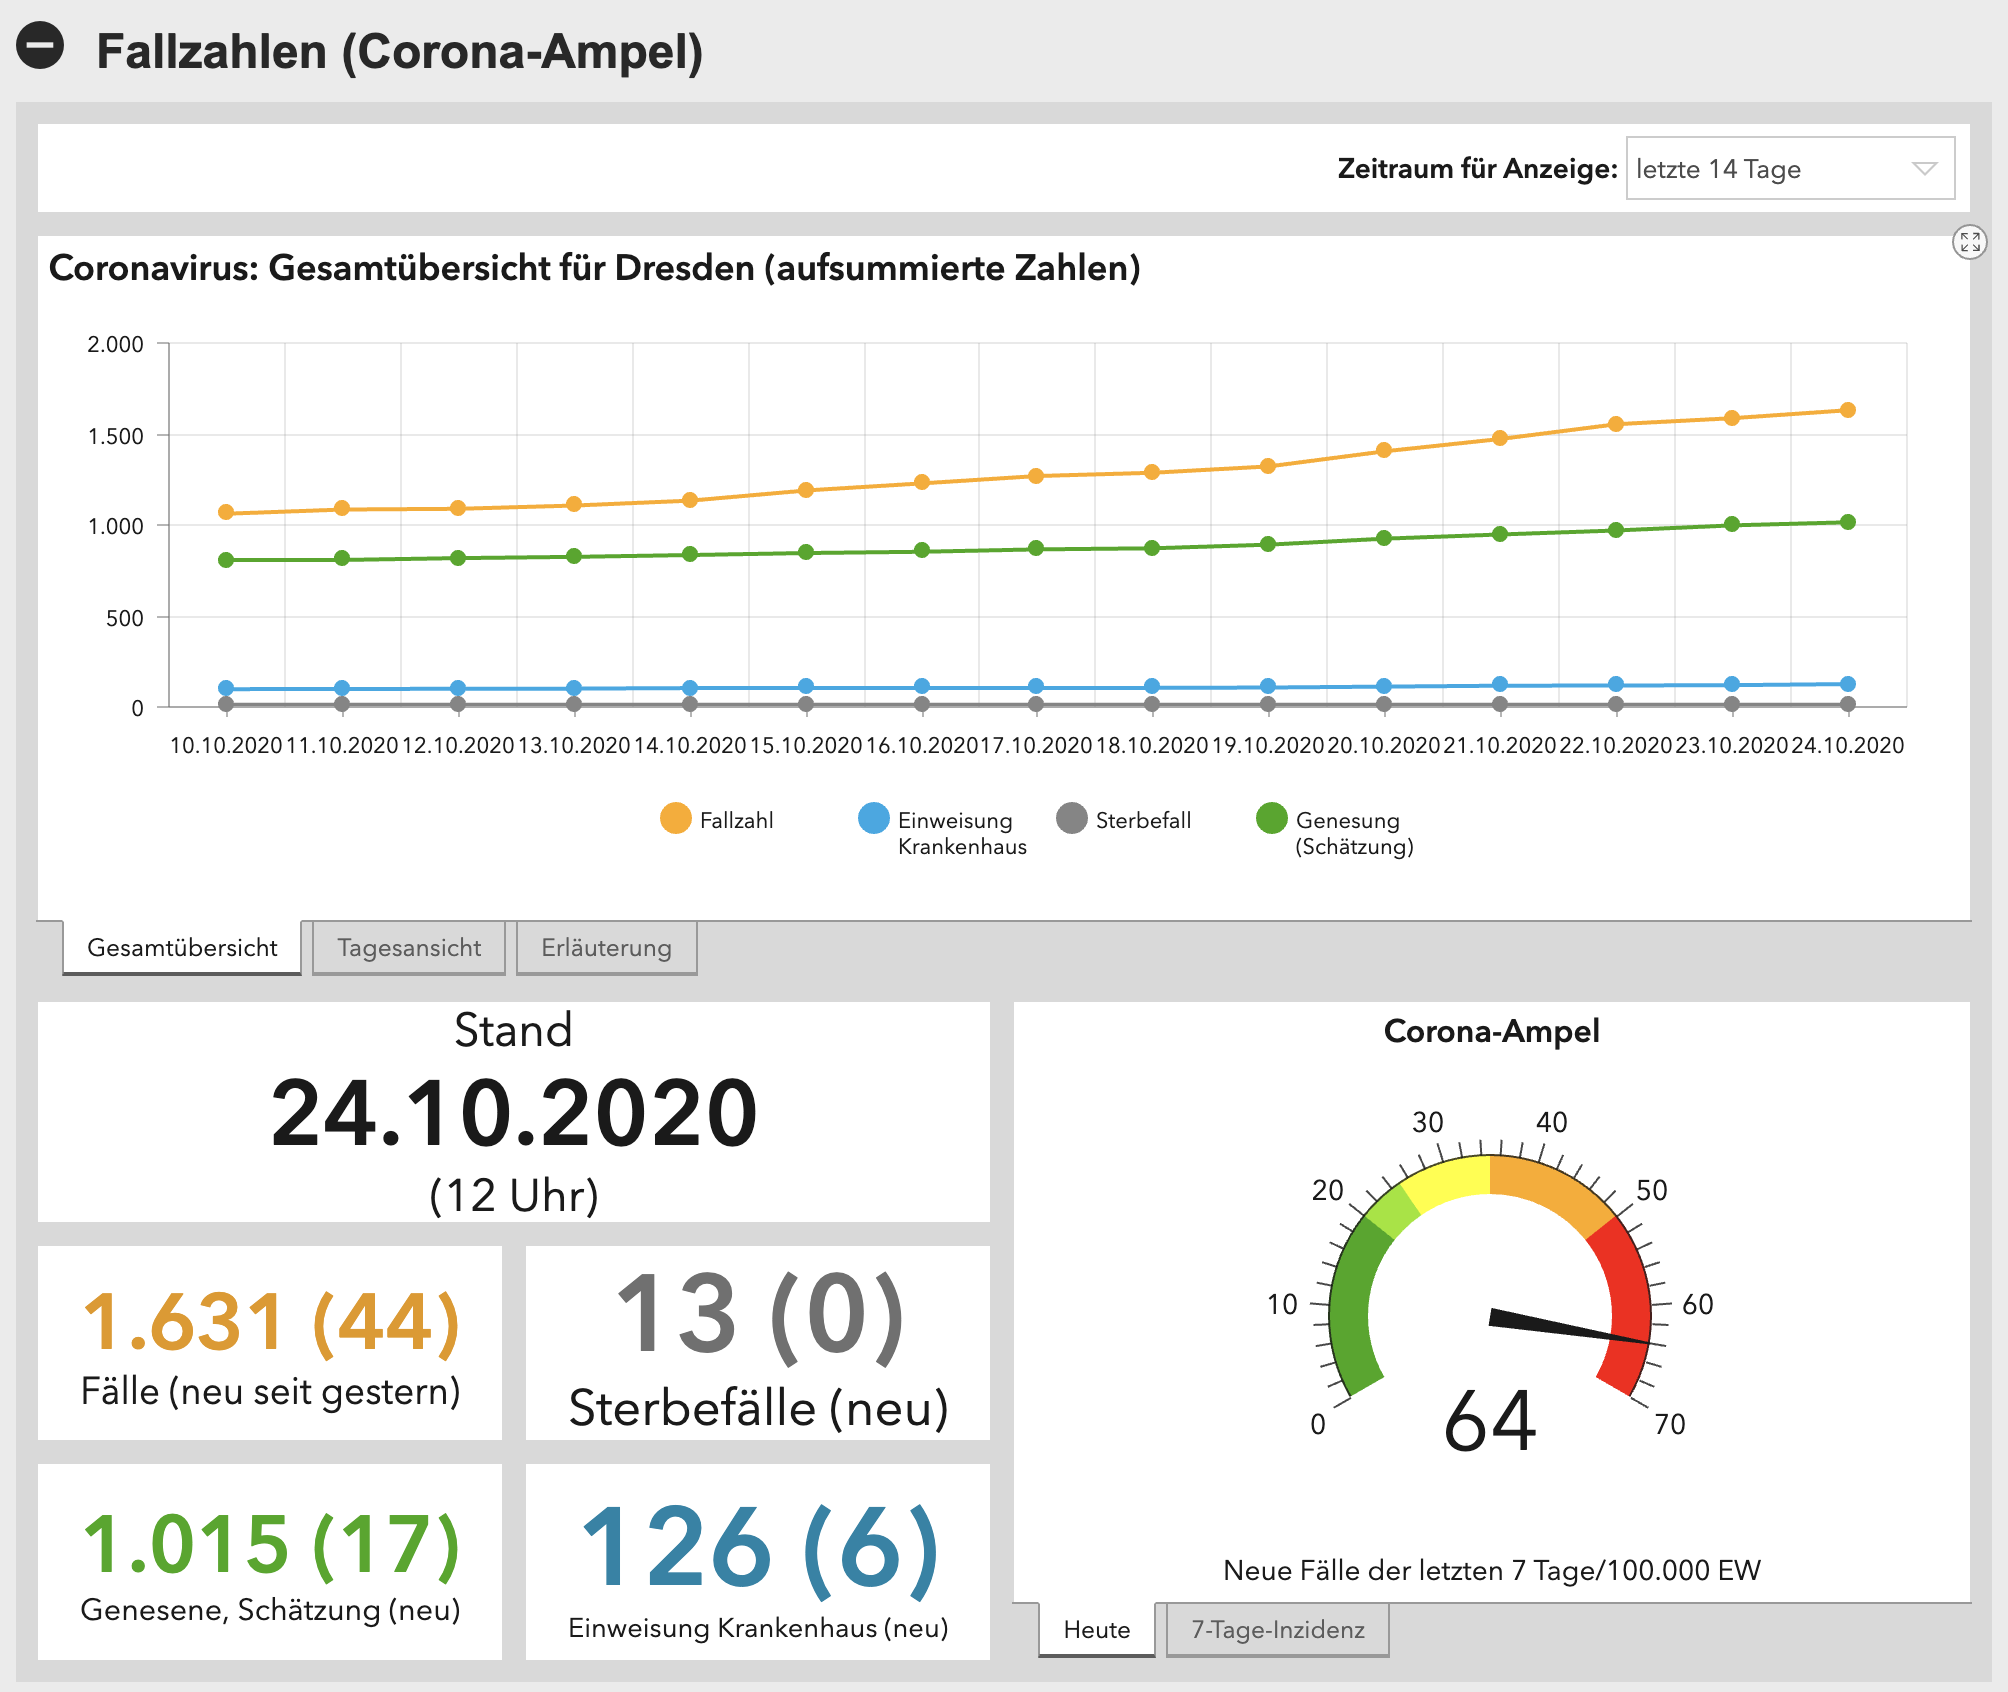 Fallzahlen (Corona-Ampel)
Zeitraum für Anzeige: letzte 14 Tage
Coronavirus: Gesamtübersicht für Dresden (aufsummierte Zahlen)
2.000
1.500
1.000
500
0
10.10.2020 11.10.2020 12.10.2020 13.10.2020 14.10.2020 15.10.2020 16.10.2020 17.10.2020 18.10.2020 19.10.2020 20.10.2020 21.10.2020 22.10.2020 23.10.2020 24.10.2020
Fallzahl
Einweisung
Krankenhaus
Sterbefall
Genesung
(Schätzung)
Gesamtübersicht
Tagesansicht
Erläuterung
Stand
24.10.2020
(12 Uhr)
1.631 (44)
Fälle (neu seit gestern)
13 (0)
Sterbefälle (neu)
1.015 (17)
Genesene, Schätzung (neu)
126 (6)
Einweisung Krankenhaus (neu)
Corona-Ampel
0
10
20
30
40
50
60
70
64
Neue Fälle der letzten 7 Tage/100.000 EW
Heute
7-Tage-Inzidenz